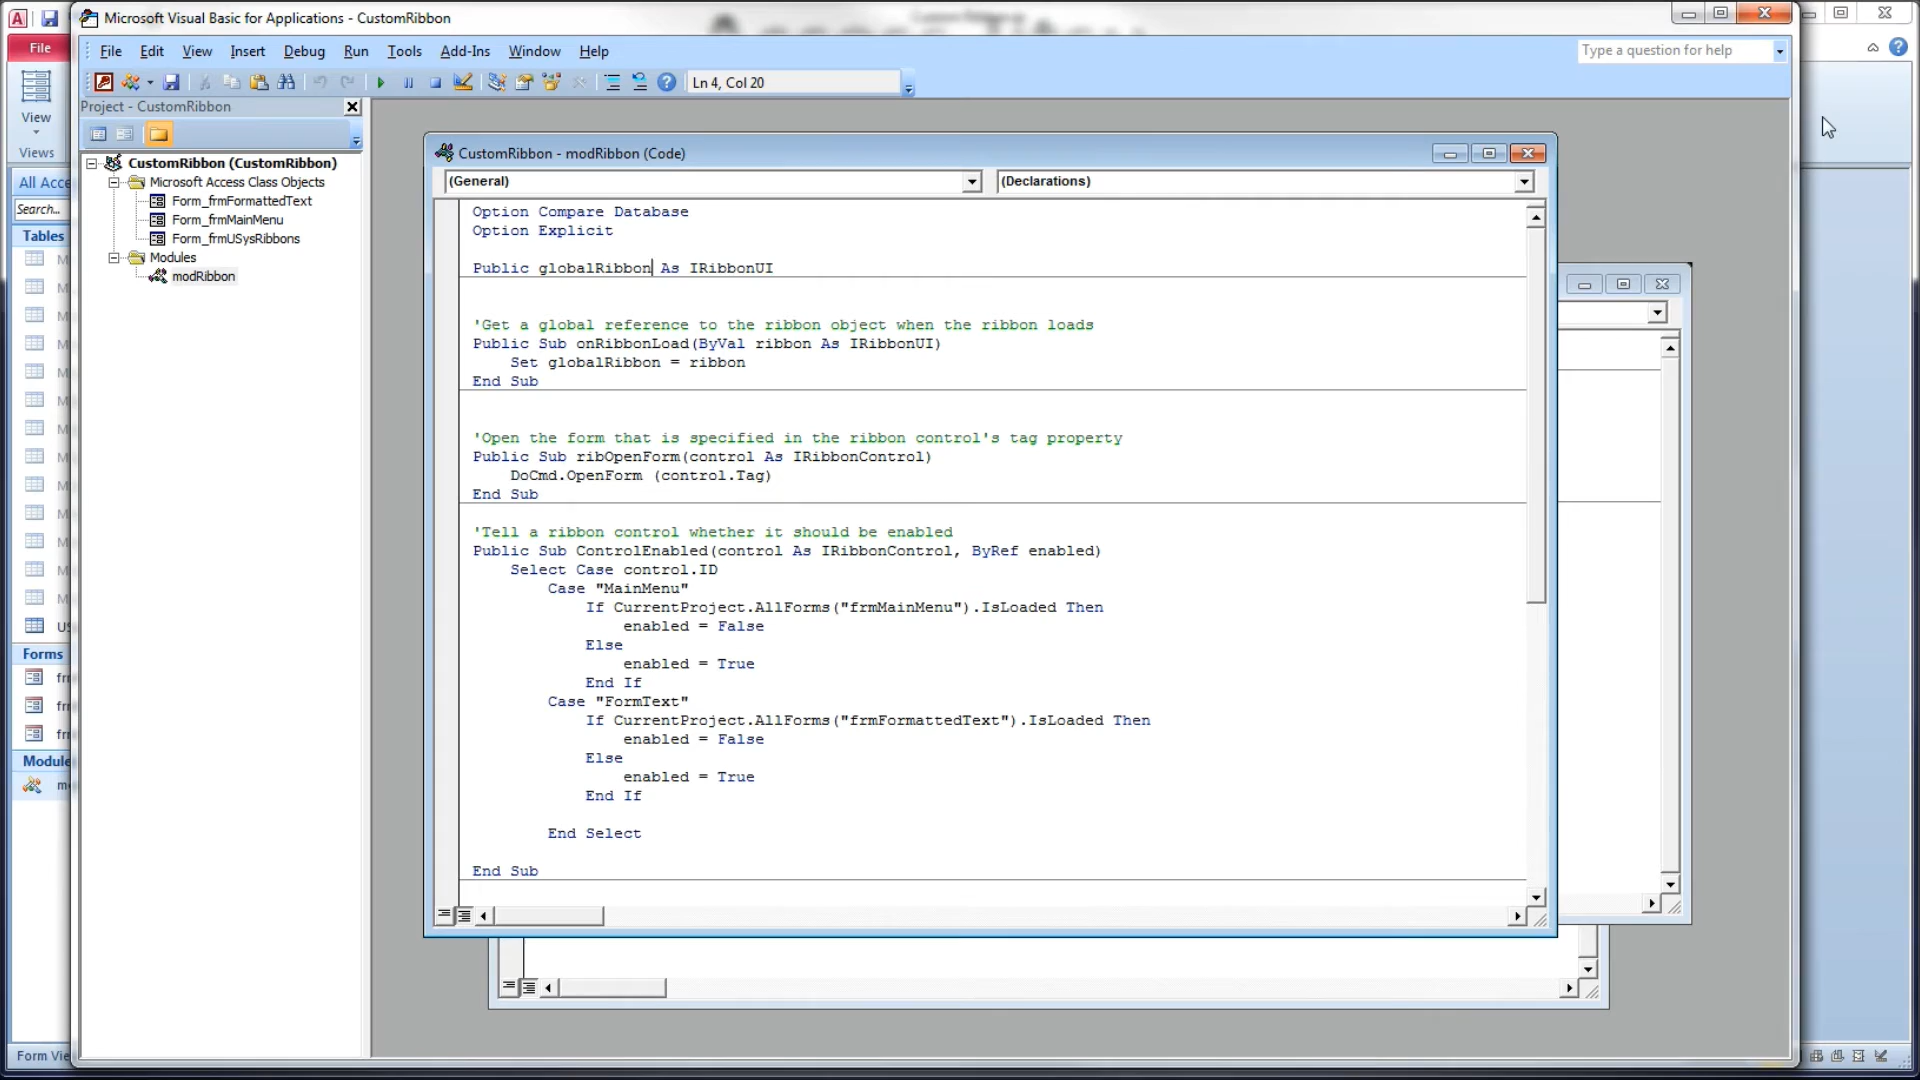 Microsoft Visual Basic for Applications - CustomRibbon
File
File Edit View Insert Debug Run Tools Add-Ins Window Help
Type a question for help
Ln 4, Col 20
View
Views
All Acce
Search...
Tables
M
M
M
M
M
M
M
M
M
M
M
M
M
US
Forms
frn
frn
frn
Module
mo
Form Vie
Project - CustomRibbon
CustomRibbon (CustomRibbon)
Microsoft Access Class Objects
Form_frmFormattedText
Form_frmMainMenu
Form_frmUSysRibbons
Modules
modRibbon
CustomRibbon - modRibbon (Code)
(General)
(Declarations)
Option Compare Database
Option Explicit
Public globalRibbon As IRibbonUI
'Get a global reference to the ribbon object when the ribbon loads
Public Sub onRibbonLoad(ByVal ribbon As IRibbonUI)
Set globalRibbon = ribbon
End Sub
'Open the form that is specified in the ribbon control's tag property
Public Sub ribOpenForm(control As IRibbonControl)
DoCmd.OpenForm (control.Tag)
End Sub
'Tell a ribbon control whether it should be enabled
Public Sub ControlEnabled(control As IRibbonControl, ByRef enabled)
Select Case control.ID
Case "MainMenu"
If CurrentProject.AllForms("frmMainMenu").IsLoaded Then
enabled = False
Else
enabled = True
End If
Case "FormText"
If CurrentProject.AllForms("frmFormattedText").IsLoaded Then
enabled = False
Else
enabled = True
End If
End Select
End Sub